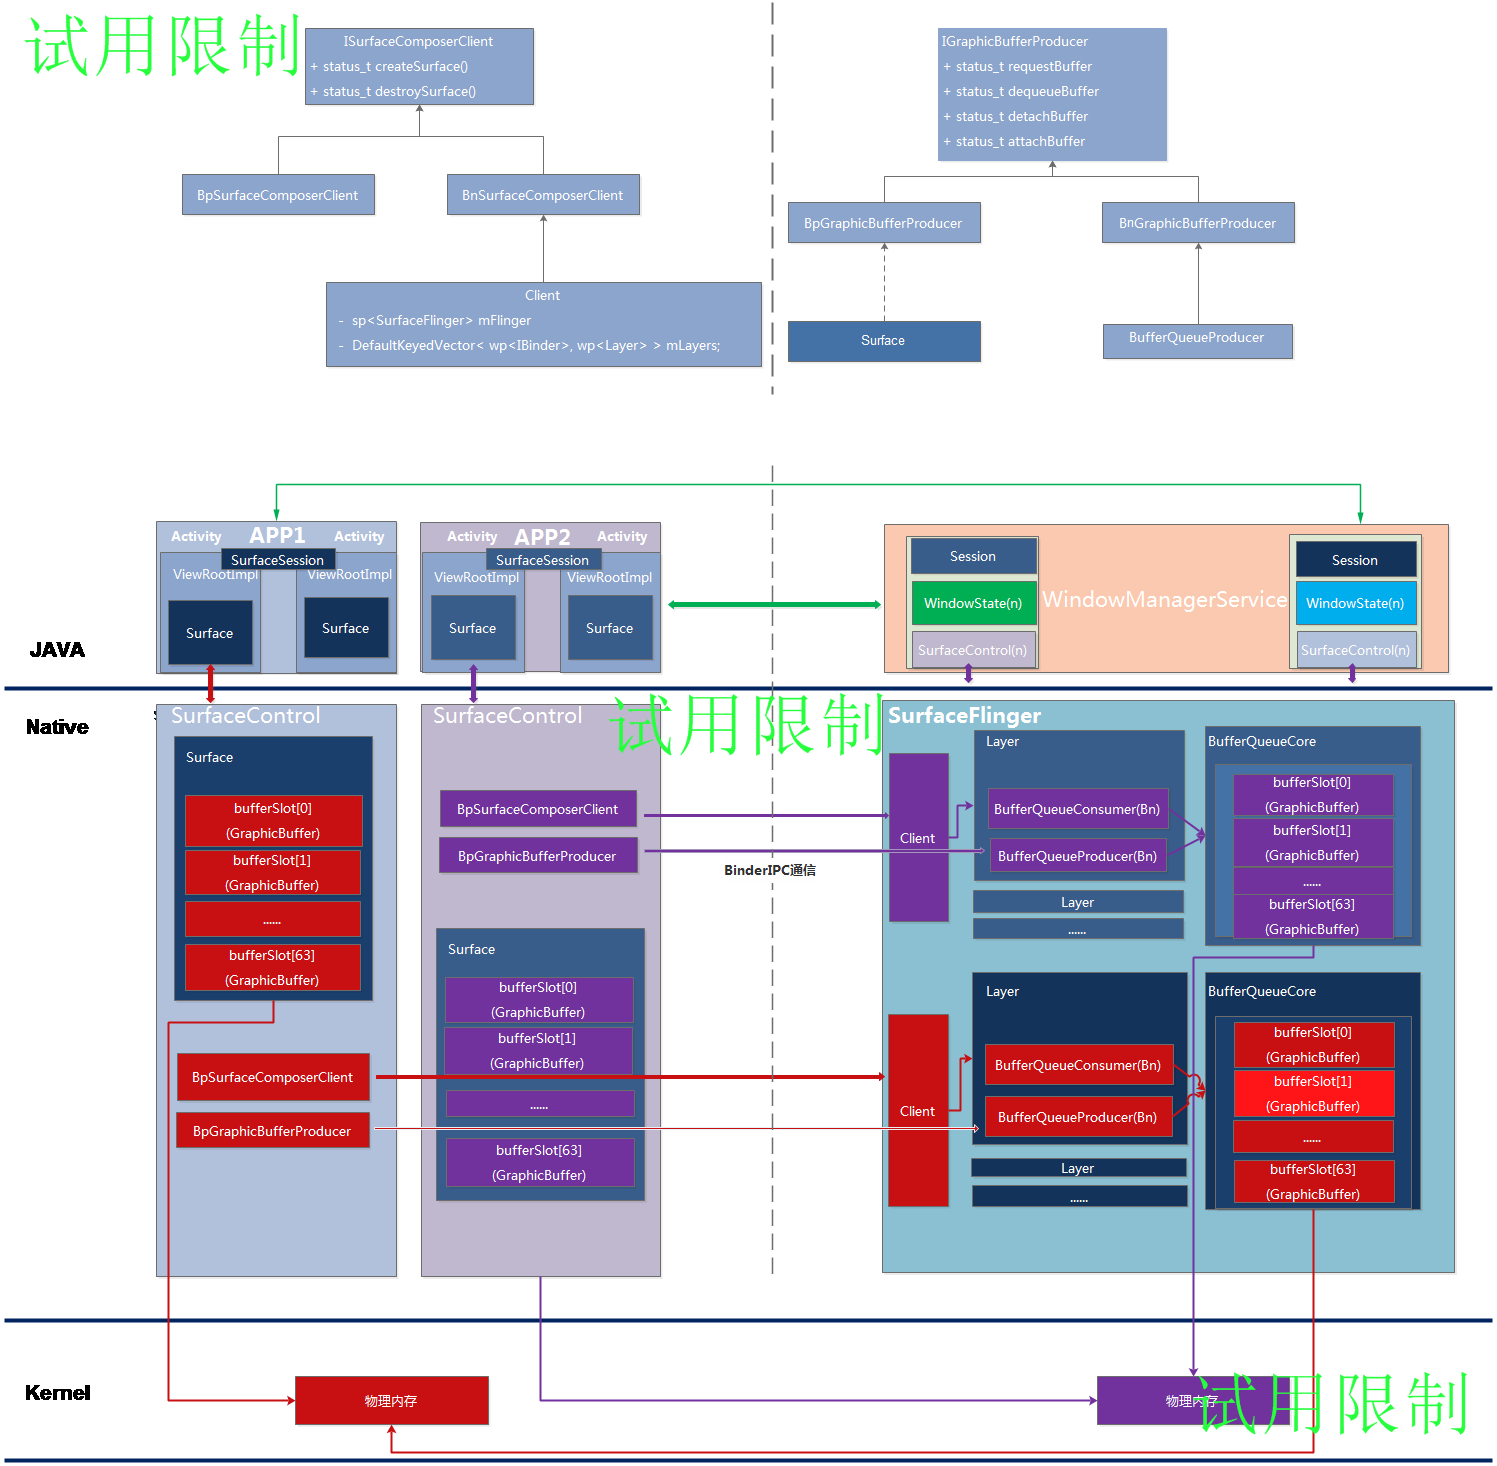 试用限制
ISurfaceComposerClient
+ status_t createSurface()
+ status_t destroySurface()
BpSurfaceComposerClient
BnSurfaceComposerClient
Client
- sp<SurfaceFlinger> mFlinger
- DefaultKeyedVector< wp<IBinder>, wp<Layer> > mLayers;
IGraphicBufferProducer
+ status_t requestBuffer
+ status_t dequeueBuffer
+ status_t detachBuffer
+ status_t attachBuffer
BpGraphicBufferProducer
BnGraphicBufferProducer
Surface
BufferQueueProducer
JAVA
Activity
APP1
Activity
SurfaceSession
ViewRootImpl
ViewRootImpl
Surface
Surface
Activity
APP2
Activity
SurfaceSession
ViewRootImpl
ViewRootImpl
Surface
Surface
Session
WindowState(n)
SurfaceControl(n)
WindowManagerService
Session
WindowState(n)
SurfaceControl(n)
Native
SurfaceControl
Surface
bufferSlot[0]
(GraphicBuffer)
bufferSlot[1]
(GraphicBuffer)
......
bufferSlot[63]
(GraphicBuffer)
BpSurfaceComposerClient
BpGraphicBufferProducer
SurfaceControl
试用限制
BpSurfaceComposerClient
BpGraphicBufferProducer
Surface
bufferSlot[0]
(GraphicBuffer)
bufferSlot[1]
(GraphicBuffer)
......
bufferSlot[63]
(GraphicBuffer)
BinderIPC通信
SurfaceFlinger
Client
Layer
BufferQueueConsumer(Bn)
BufferQueueProducer(Bn)
Layer
......
BufferQueueCore
bufferSlot[0]
(GraphicBuffer)
bufferSlot[1]
(GraphicBuffer)
......
bufferSlot[63]
(GraphicBuffer)
Client
Layer
BufferQueueConsumer(Bn)
BufferQueueProducer(Bn)
Layer
......
BufferQueueCore
bufferSlot[0]
(GraphicBuffer)
bufferSlot[1]
(GraphicBuffer)
......
bufferSlot[63]
(GraphicBuffer)
Kernel
物理内存
物理内存
试用限制